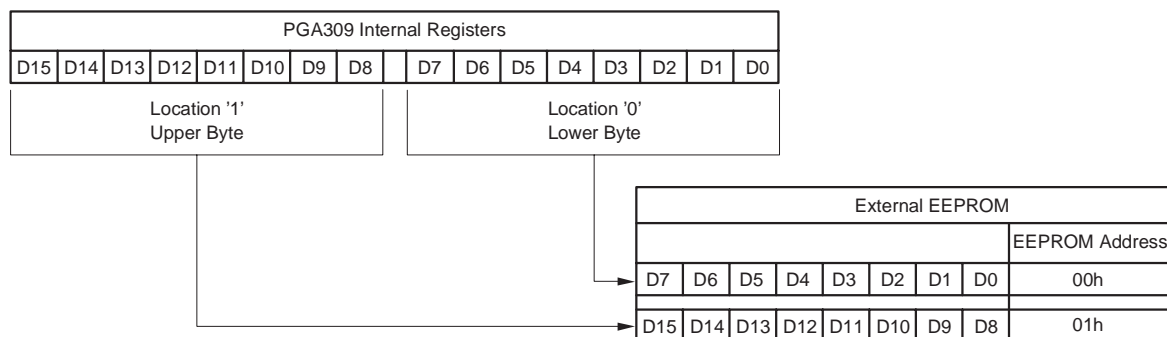 PGA309 Internal Registers
D15 D14 D13 D12 D11 D10 D9 D8 D7 D6 D5 D4 D3 D2 D1 D0
Location '1' Location '0'
Upper Byte Lower Byte
External EEPROM
EEPROM Address
D7 D6 D5 D4 D3 D2 D1 D0 00h
D15 D14 D13 D12 D11 D10 D9 D8 01h